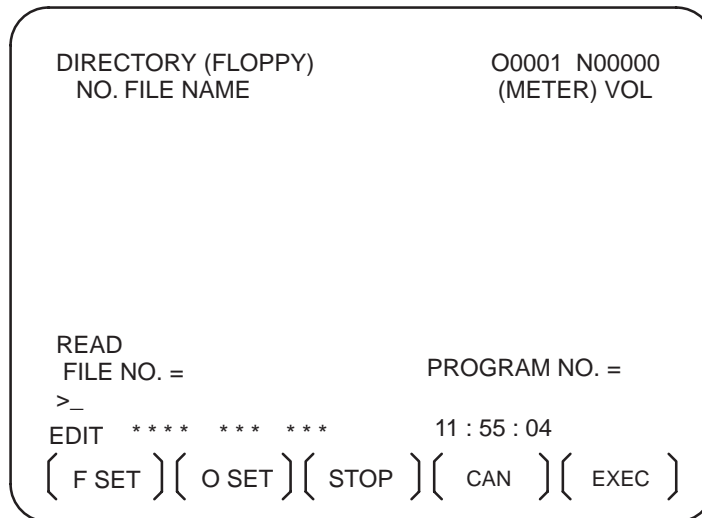 DIRECTORY (FLOPPY) O0001 N00000
NO. FILE NAME (METER) VOL
READ
FILE NO. = PROGRAM NO. =
>_
EDIT * * * * * * * * * * 11 : 55 : 04
F SET O SET STOP CAN EXEC